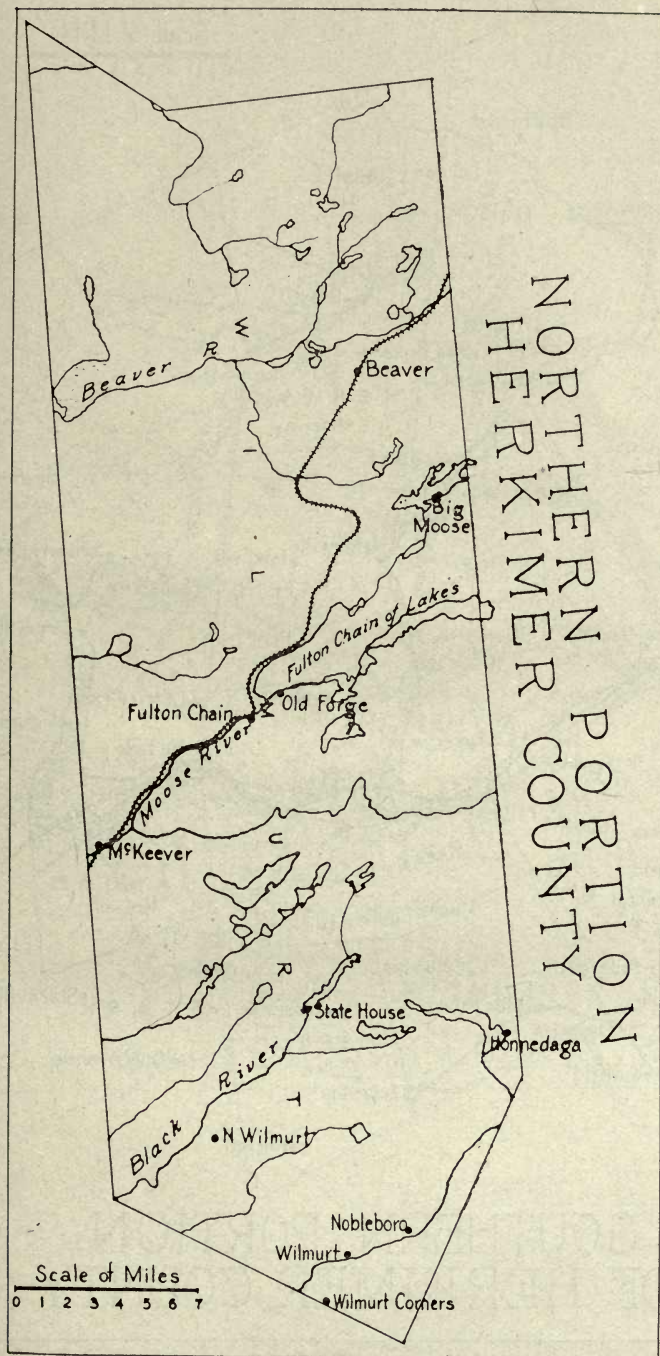 NORTHERN PORTION
HERKIMER COUNTY
W
I
L
M
U
R
T
Beaver R
Beaver
Big
Moose
Fulton Chain of Lakes
Old Forge
Fulton Chain
Moose River
McKeever
State House
Honnedaga
Black River
N Wilmurt
Nobleboro
Wilmurt
Wilmurt Corners
Scale of Miles
0 1 2 3 4 5 6 7